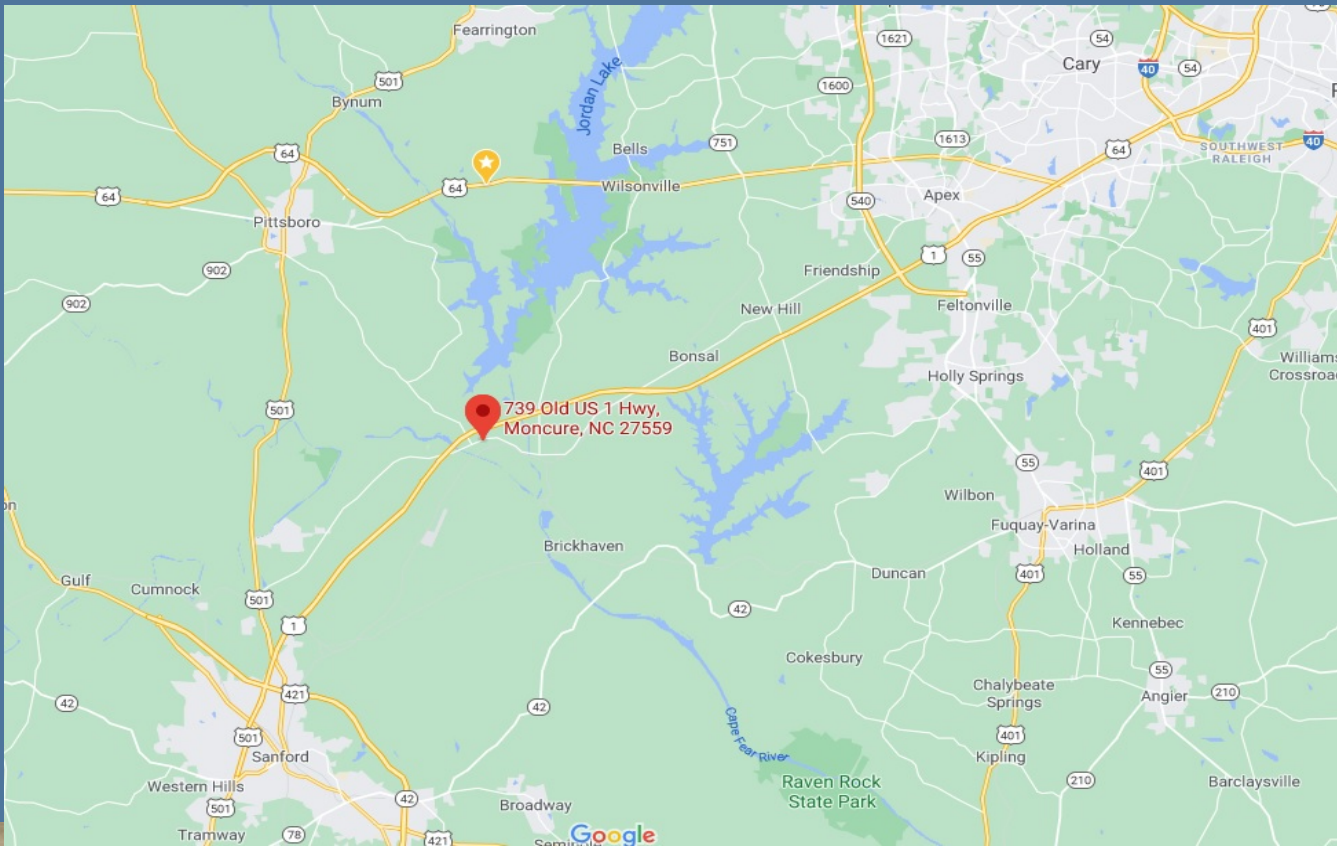 Fearrington
1621
54
Cary
40
54
501
Jordan Lake
1600
Bynum
Bells
751
1613
64
SOUTHWEST
RALEIGH
40
64
64
Wilsonville
64
540
Apex
Pittsboro
902
Friendship
1
55
902
New Hill
Feltonville
401
Bonsal
Williams
Crossroa
Holly Springs
501
739 Old US 1 Hwy,
Moncure, NC 27559
55
401
Wilbon
Fuquay-Varina
Brickhaven
Holland
Gulf
Cumnock
501
Duncan
401
55
42
1
Kennebec
Cokesbury
421
55
42
42
Chalybeate
Springs
Angier
210
501
401
Cape Fear River
Sanford
Kipling
Western Hills
Raven Rock
State Park
210
Barclaysville
501
42
Broadway
Tramway
78
421
Google